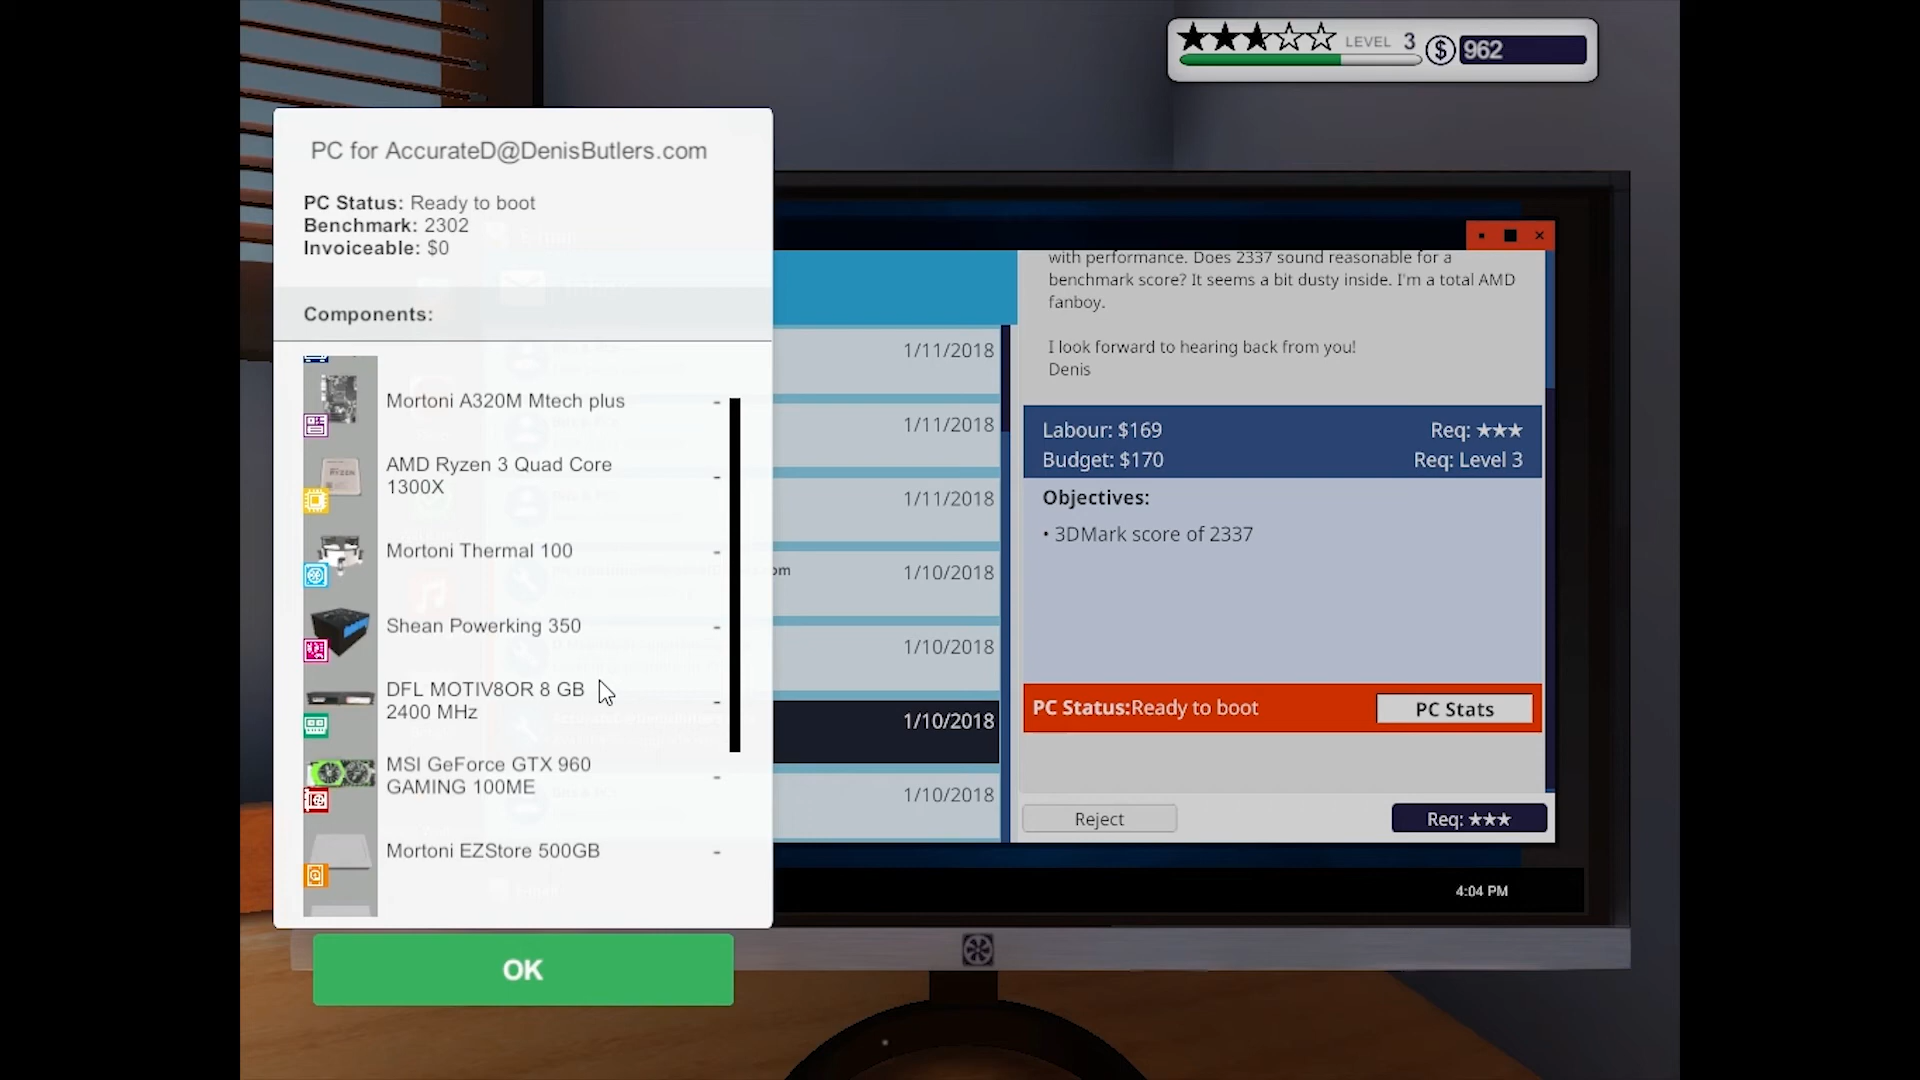 LEVEL 3
962
PC for AccurateD@DenisButlers.com
PC Status: Ready to boot
Benchmark: 2302
Invoiceable: $0
Components:
Mortoni A320M Mtech plus -
AMD Ryzen 3 Quad Core
1300X -
Mortoni Thermal 100 -
Shean Powerking 350 -
DFL MOTIV8OR 8 GB
2400 MHz -
MSI GeForce GTX 960
GAMING 100ME -
Mortoni EZStore 500GB -
OK
1/11/2018
1/11/2018
1/11/2018
1/10/2018
1/10/2018
1/10/2018
1/10/2018
with performance. Does 2337 sound reasonable for a
benchmark score? It seems a bit dusty inside. I'm a total AMD
fanboy.
I look forward to hearing back from you!
Denis
Labour: $169
Req: ★★★
Budget: $170
Req: Level 3
Objectives:
• 3DMark score of 2337
PC Status:Ready to boot
PC Stats
Reject
Req: ★★★
4:04 PM